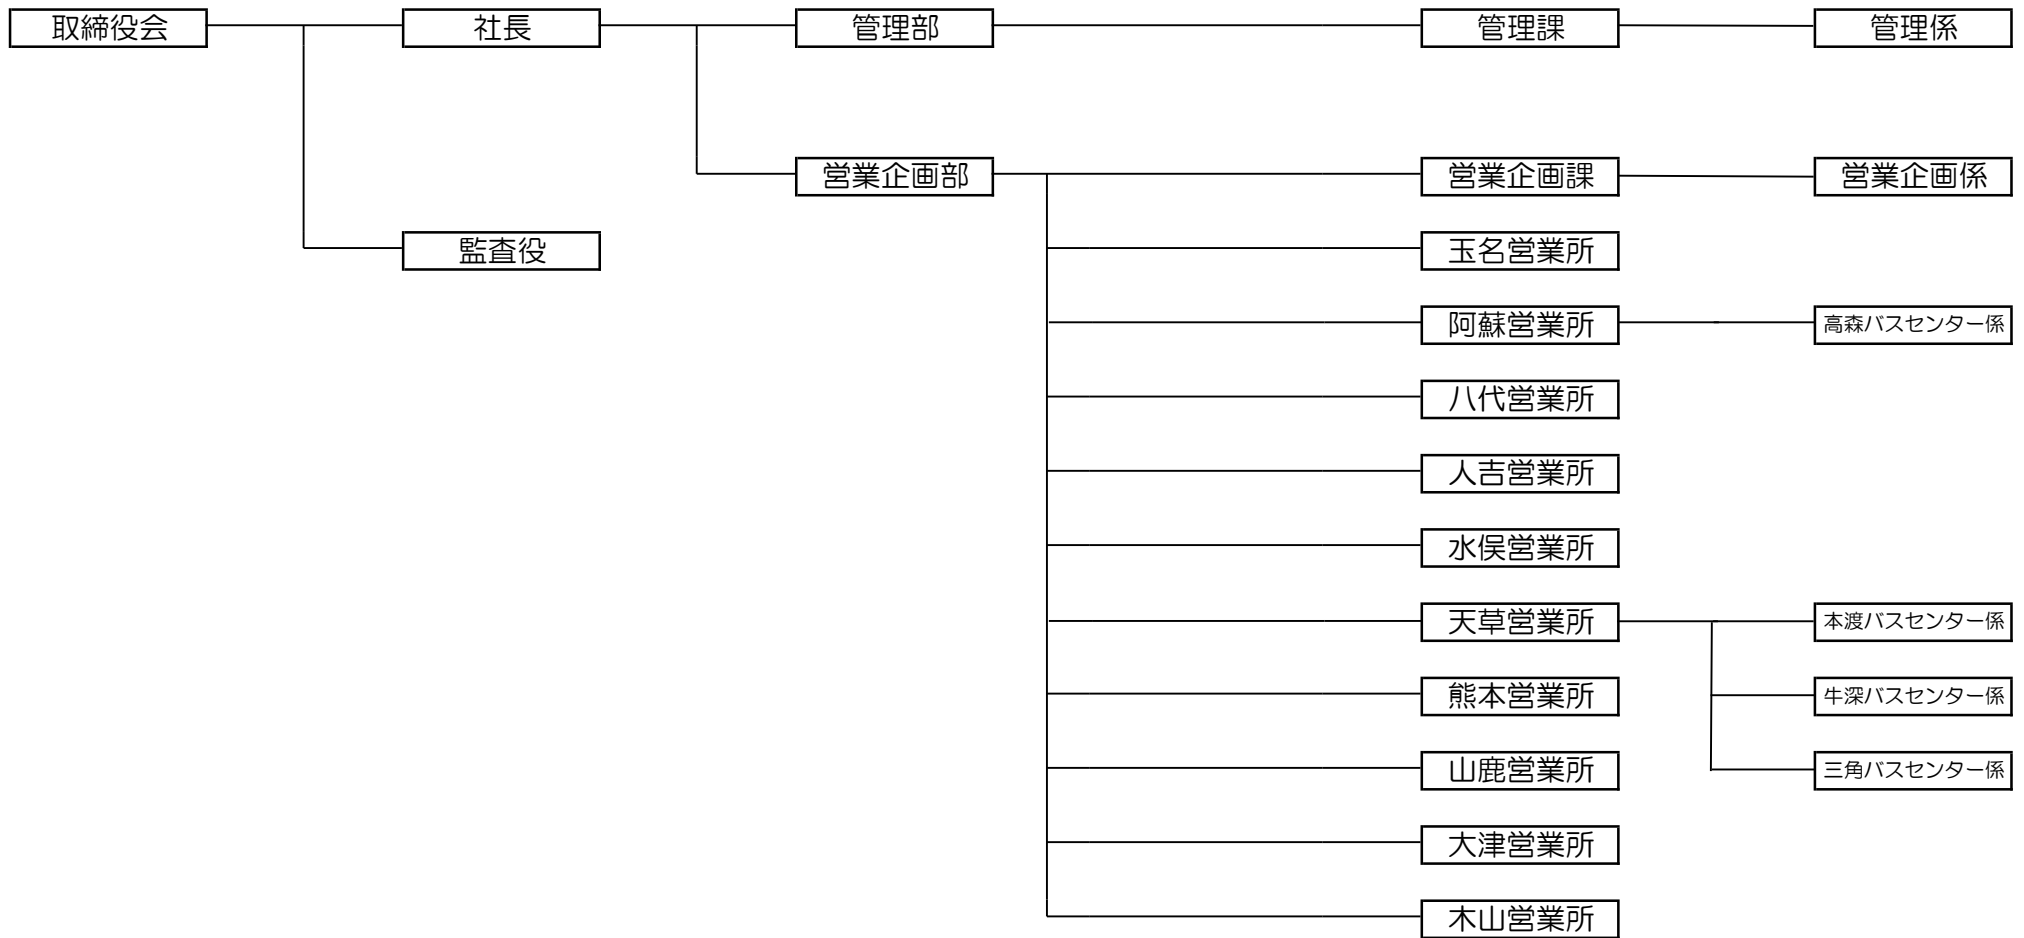 取締役会
社長
管理部
管理課
管理係
営業企画部
営業企画課
営業企画係
監査役
玉名営業所
阿蘇営業所
高森バスセンター係
八代営業所
人吉営業所
水俣営業所
天草営業所
本渡バスセンター係
熊本営業所
牛深バスセンター係
山鹿営業所
三角バスセンター係
大津営業所
木山営業所